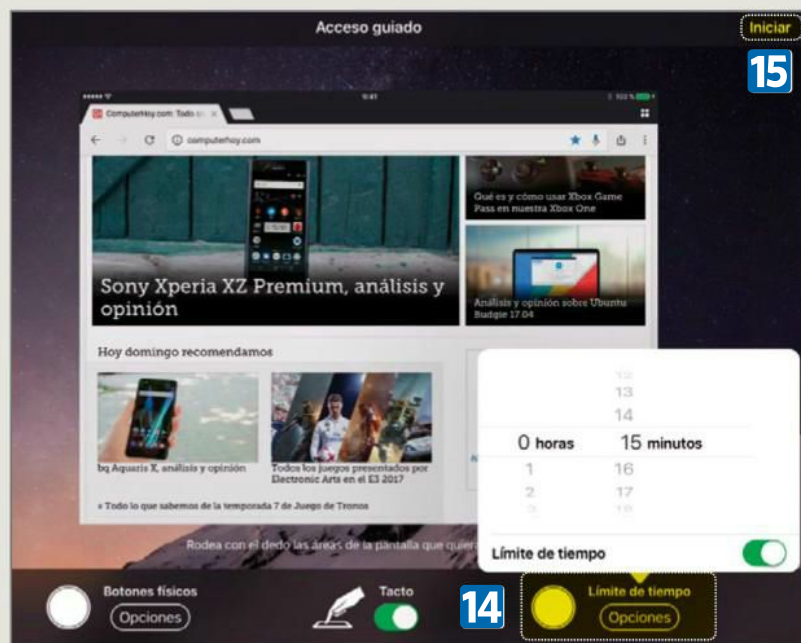 Acceso guiado
Iniciar
15
9:41
100 %
ComputerHoy.com: Todo
computerhoy.com
Sony Xperia XZ Premium, análisis y
opinión
Qué es y cómo usar Xbox Game
Pass en nuestra Xbox One
Análisis y opinión sobre Ubuntu
Budgie 17.04
Hoy domingo recomendamos
bq Aquaris X, análisis y opinión
Todos los juegos presentados por
Electronic Arts en el E3 2017
» Todo lo que sabemos de la temporada 7 de Juego de Tronos
12
13
14
0 horas 15 minutos
1 16
2 17
3 18
Límite de tiempo
Rodea con el dedo las áreas de la pantalla que
Botones físicos
Opciones
Tacto
14
Límite de tiempo
Opciones